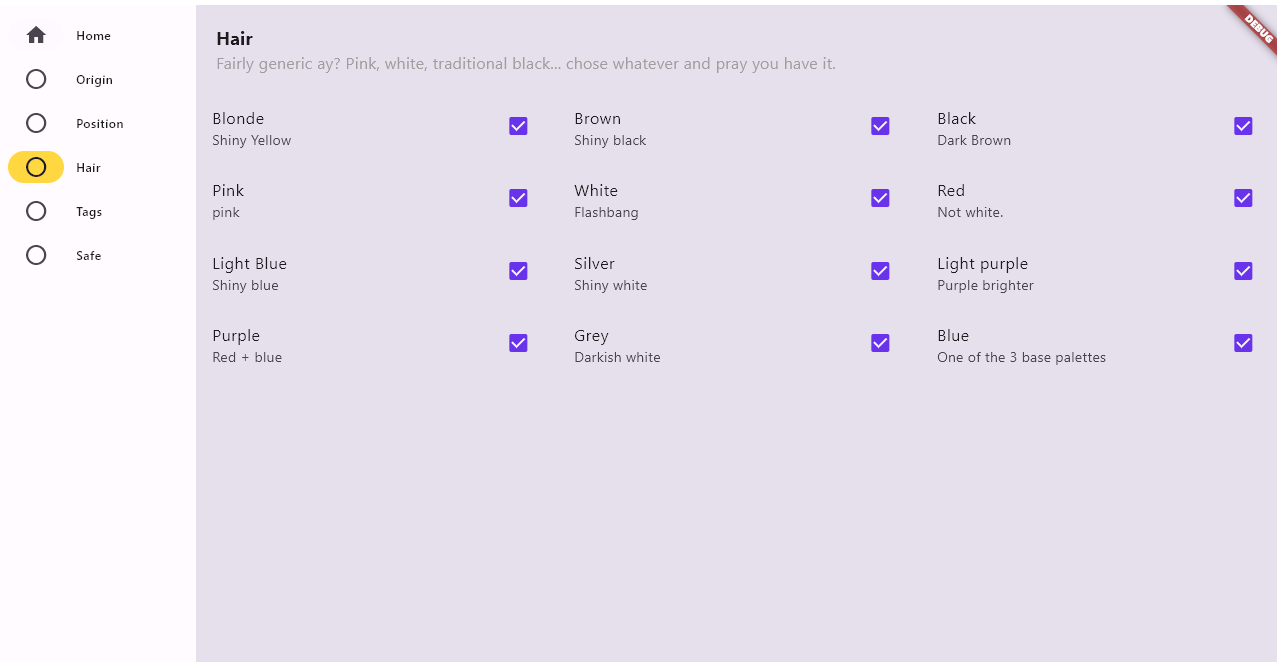 Home
Origin
Position
Hair
Tags
Safe
DEBUG
Hair
Fairly generic ay? Pink, white, traditional black... chose whatever and pray you have it.
Blonde
Shiny Yellow
Brown
Shiny black
Black
Dark Brown
Pink
pink
White
Flashbang
Red
Not white.
Light Blue
Shiny blue
Silver
Shiny white
Light purple
Purple brighter
Purple
Red + blue
Grey
Darkish white
Blue
One of the 3 base palettes